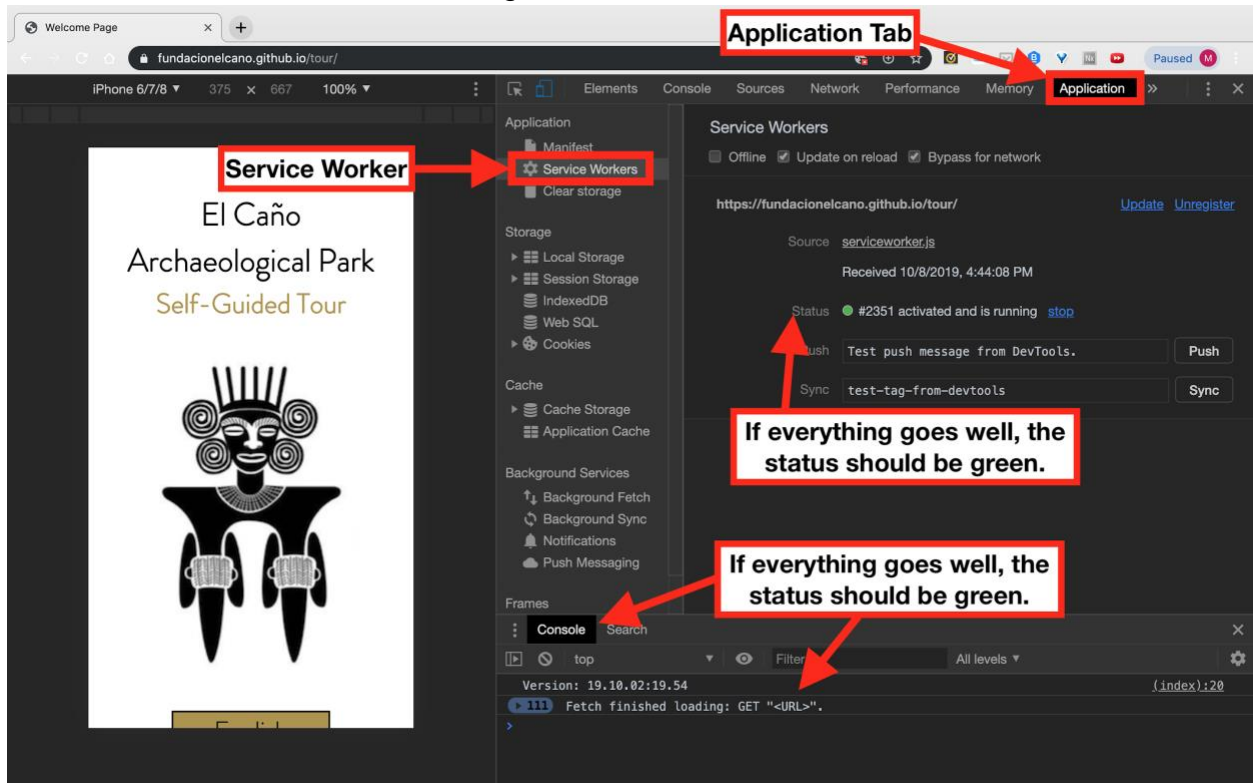 Welcome Page
fundacionelcano.github.io/tour/
Paused M
Application Tab
iPhone 6/7/8 375 x 667 100%
Elements Console Sources Network Performance Memory Application »
Service Worker
El Caño
Archaeological Park
Self-Guided Tour
Application
Manifest
Service Workers
Clear storage
Storage
Local Storage
Session Storage
IndexedDB
Web SQL
Cookies
Cache
Cache Storage
Application Cache
Background Services
Background Fetch
Background Sync
Notifications
Push Messaging
Frames
Service Workers
Offline Update on reload Bypass for network
https://fundacionelcano.github.io/tour/ Update Unregister
Source serviceworker.js
Received 10/8/2019, 4:44:08 PM
Status #2351 activated and is running stop
Push Test push message from DevTools. Push
Sync test-tag-from-devtools Sync
If everything goes well, the
status should be green.
If everything goes well, the
status should be green.
Console Search
top Filter All levels
Version: 19.10.02:19.54 (index):20
111 Fetch finished loading: GET "<URL>".